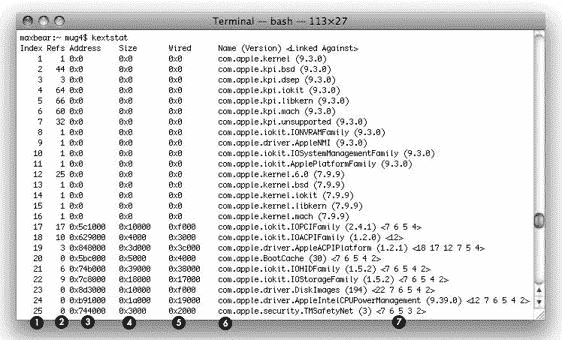 Terminal — bash — 113×27
maxbear:~ mug4$ kextstat
Index Refs Address Size Wired Name (Version) <Linked Against>
1 1 0x0 0x0 0x0 com.apple.kernel (9.3.0)
2 44 0x0 0x0 0x0 com.apple.kpi.bsd (9.3.0)
3 3 0x0 0x0 0x0 com.apple.kpi.dsep (9.3.0)
4 64 0x0 0x0 0x0 com.apple.kpi.iokit (9.3.0)
5 66 0x0 0x0 0x0 com.apple.kpi.libkern (9.3.0)
6 60 0x0 0x0 0x0 com.apple.kpi.mach (9.3.0)
7 32 0x0 0x0 0x0 com.apple.kpi.unsupported (9.3.0)
8 1 0x0 0x0 0x0 com.apple.iokit.IONVRAMFamily (9.3.0)
9 1 0x0 0x0 0x0 com.apple.driver.AppleNMI (9.3.0)
10 1 0x0 0x0 0x0 com.apple.iokit.IOSystemManagementFamily (9.3.0)
11 1 0x0 0x0 0x0 com.apple.iokit.ApplePlatformFamily (9.3.0)
12 25 0x0 0x0 0x0 com.apple.kernel.6.0 (7.9.9)
13 1 0x0 0x0 0x0 com.apple.kernel.bsd (7.9.9)
14 1 0x0 0x0 0x0 com.apple.kernel.iokit (7.9.9)
15 1 0x0 0x0 0x0 com.apple.kernel.libkern (7.9.9)
16 1 0x0 0x0 0x0 com.apple.kernel.mach (7.9.9)
17 17 0x5c1000 0x10000 0xf000 com.apple.iokit.IOPCIFamily (2.4.1) <7 6 5 4>
18 10 0x629000 0x4000 0x3000 com.apple.iokit.IOACPIFamily (1.2.0) <12>
19 3 0x840000 0x3d000 0x3c000 com.apple.driver.AppleACPIPlatform (1.2.1) <18 17 12 7 5 4>
20 0 0x5bc000 0x5000 0x4000 com.apple.BootCache (30) <7 6 5 4 2>
21 6 0x74b000 0x39000 0x38000 com.apple.iokit.IOHIDFamily (1.5.2) <7 6 5 4 2>
22 9 0x7c8000 0x18000 0x17000 com.apple.iokit.IOStorageFamily (1.5.2) <7 6 5 4 2>
23 0 0x8d3000 0x10000 0xf000 com.apple.driver.DiskImages (194) <22 7 6 5 4 2>
24 0 0xb91000 0x1a000 0x19000 com.apple.driver.AppleIntelCPUPowerManagement (9.39.0) <12 7 6 5 4 2>
25 0 0x744000 0x3000 0x2000 com.apple.security.TMSafetyNet (3) <7 6 5 3 2>
1 2 3 4 5 6 7